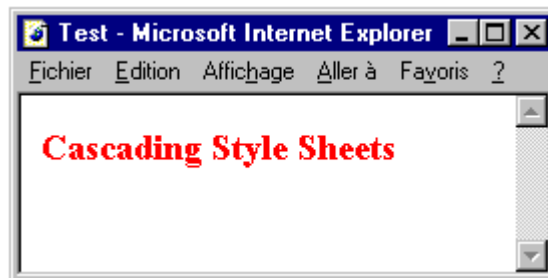 Test - Microsoft Internet Explorer
Fichier Edition Affichage Aller à Favoris ?
Cascading Style Sheets